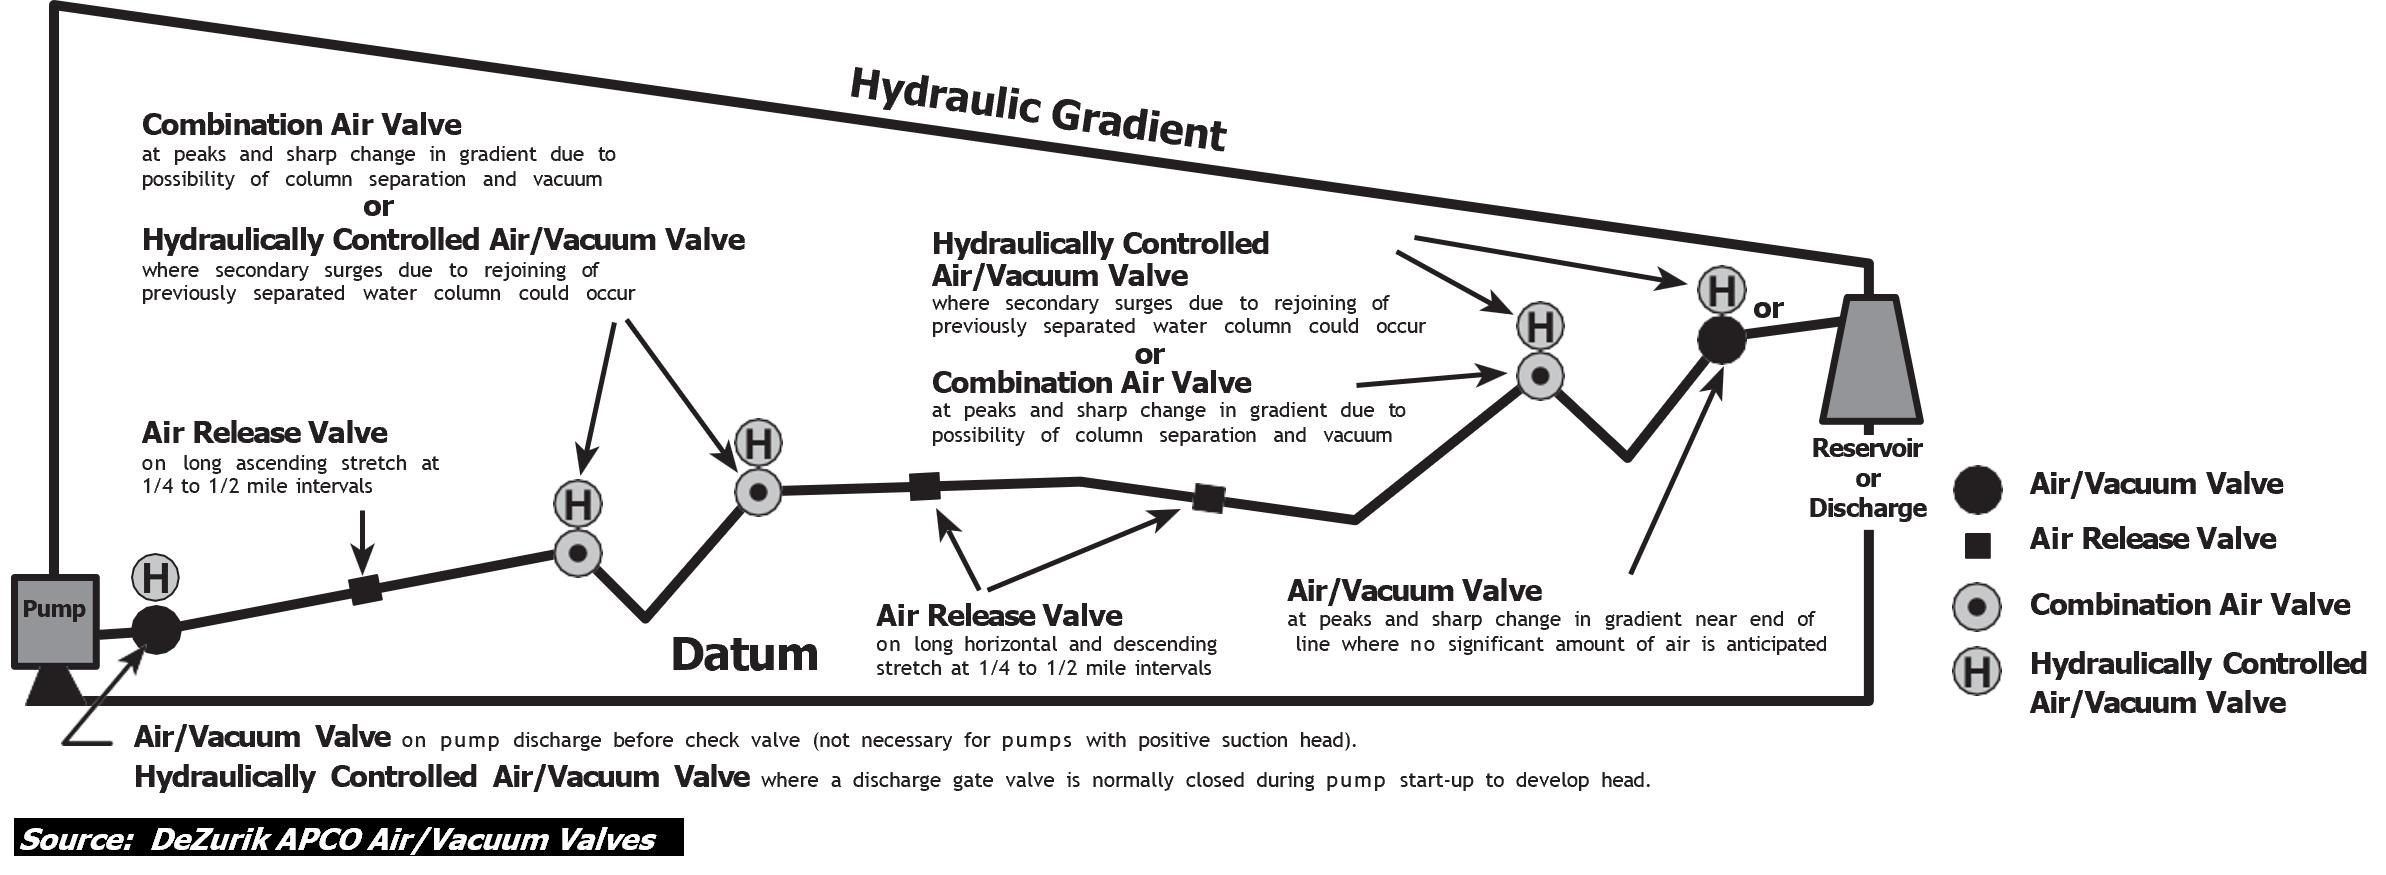 Hydraulic Gradient
Combination Air Valve
at peaks and sharp change in gradient due to
possibility of column separation and vacuum
or
Hydraulically Controlled Air/Vacuum Valve
where secondary surges due to rejoining of
previously separated water column could occur
Hydraulically Controlled
Air/Vacuum Valve
where secondary surges due to rejoining of
previously separated water column could occur
or
Combination Air Valve
at peaks and sharp change in gradient due to
possibility of column separation and vacuum
H
H
or
Air Release Valve
on long ascending stretch at
1/4 to 1/2 mile intervals
H
H
H
Pump
Reservoir
or
Discharge
Air/Vacuum Valve
Air Release Valve
Combination Air Valve
H
Hydraulically Controlled
Air/Vacuum Valve
Datum
Air Release Valve
on long horizontal and descending
stretch at 1/4 to 1/2 mile intervals
Air/Vacuum Valve
at peaks and sharp change in gradient near end of
line where no significant amount of air is anticipated
Air/Vacuum Valve on pump discharge before check valve (not necessary for pumps with positive suction head).
Hydraulically Controlled Air/Vacuum Valve where a discharge gate valve is normally closed during pump start-up to develop head.
Source: DeZurik APCO Air/Vacuum Valves